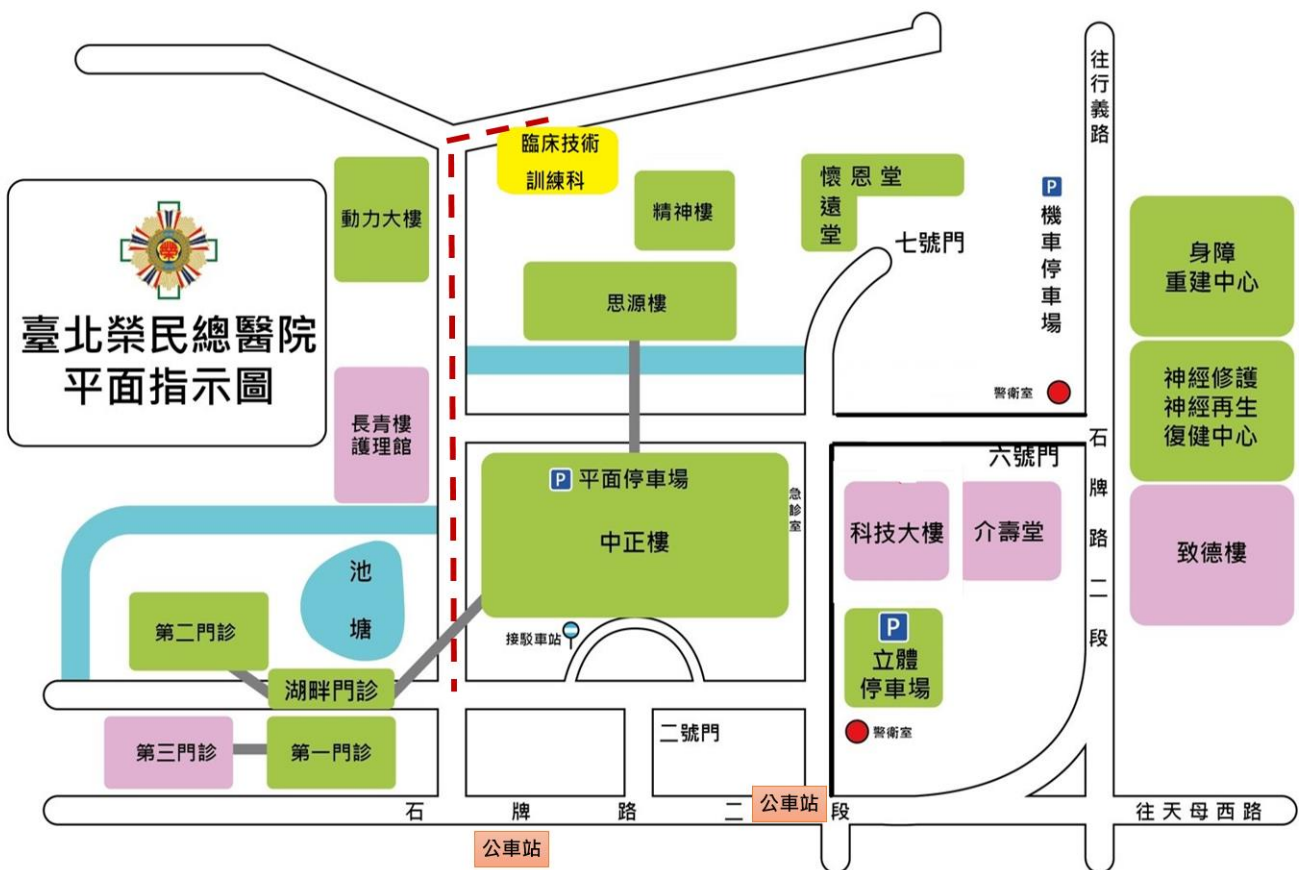 往行義路
臨床技術
訓練科
動力大樓
精神樓
懷恩堂
遠堂
七號門
P
機車停車場
身障
重建中心
榮
臺北榮民總醫院
平面指示圖
思源樓
長青樓
護理館
警衛室
神經修護
神經再生
復健中心
石牌路二段
六號門
P 平面停車場
急診室
中正樓
科技大樓
介壽堂
致德樓
池塘
第二門診
接駁車站
P
立體
停車場
湖畔門診
第三門診
第一門診
二號門
警衛室
石牌路二段
公車站
往天母西路
公車站